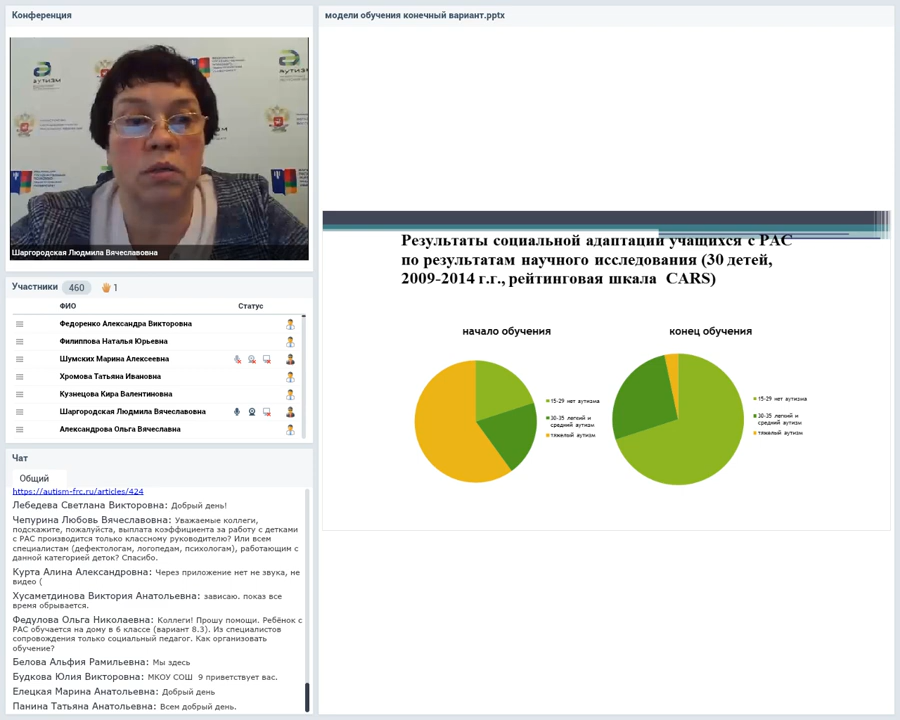 Конференция
аутизм
аутизм
Шаргородская Людмила Вячеславовна
Участники 460 1
ФИО Статус
Федоренко Александра Викторовна
Филиппова Наталья Юрьевна
Шумских Марина Алексеевна
Хромова Татьяна Ивановна
Кузнецова Кира Валентиновна
Шаргородская Людмила Вячеславовна
Александрова Ольга Вячеславна
Чат
Общий
https://autism-frc.ru/articles/424
Лебедева Светлана Викторовна: Добрый день!
Чепурина Любовь Вячеславовна: Уважаемые коллеги,
подскажите, пожалуйста, выплата коэффициента за работу с детками
с РАС производится только классному руководителю? Или всем
специалистам (дефектологам, логопедам, психологам), работающим с
данной категорией деток? Спасибо.
Курта Алина Александровна: Через приложение нет не звука, не
видео (
Хусаметдинова Виктория Анатольевна: зависаю. показ все
время обрывается.
Федулова Ольга Николаевна: Коллеги! Прошу помощи. Ребёнок с
РАС обучается на дому в 6 классе (вариант 8.3). Из специалистов
сопровождения только социальный педагог. Как организовать
обучение?
Белова Альфия Рамильевна: Мы здесь
Будкова Юлия Викторовна: МКОУ СОШ 9 приветствует вас.
Елецкая Марина Анатольевна: Добрый день
Панина Татьяна Анатольевна: Всем добрый день.
модели обучения конечный вариант.pptx
Результаты социальной адаптации учащихся с РАС
по результатам научного исследования (30 детей,
2009-2014 г.г., рейтинговая шкала CARS)
начало обучения
15-29 нет аутизма
30-35 легкий и
средний аутизм
тяжелый аутизм
конец обучения
15-29 нет аутизма
30-35 легкий и
средний аутизм
тяжелый аутизм